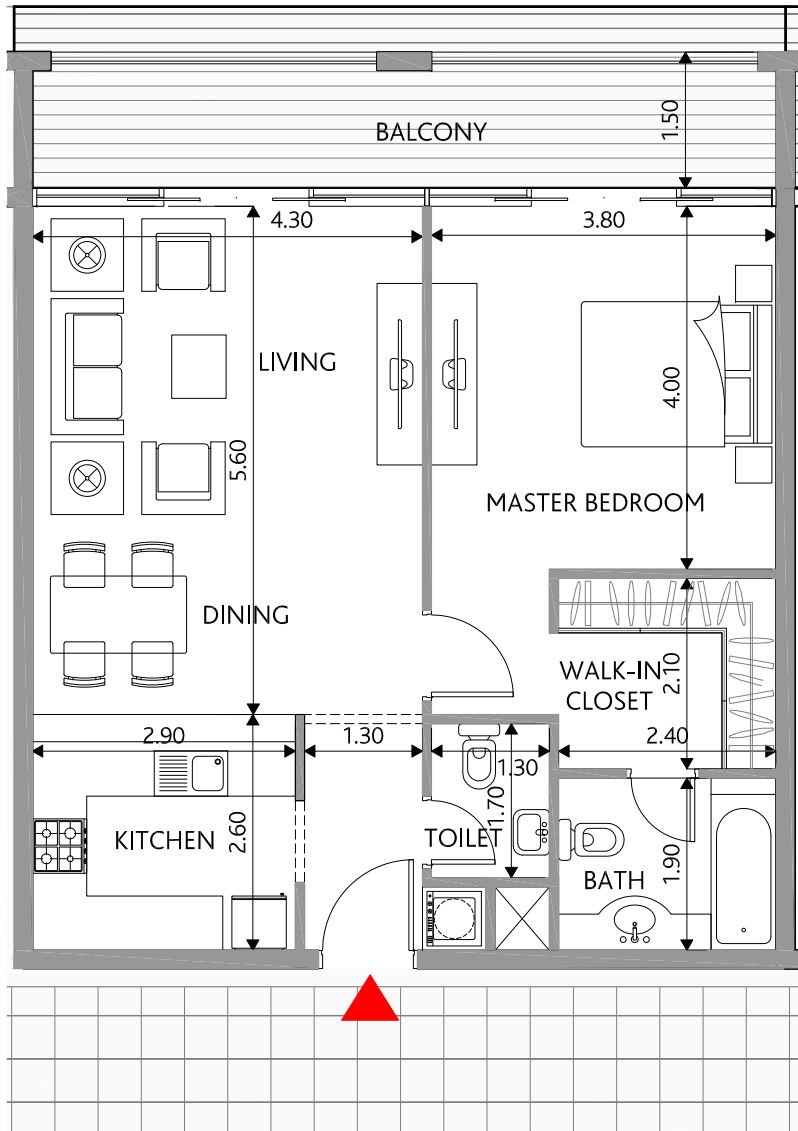 BALCONY
1.50
4.30
3.80
LIVING
4.00
5.60
MASTER BEDROOM
DINING
WALK-IN
CLOSET
2.10
2.90
1.30
2.40
1.30
KITCHEN
2.60
TOILET
1.70
BATH
1.90